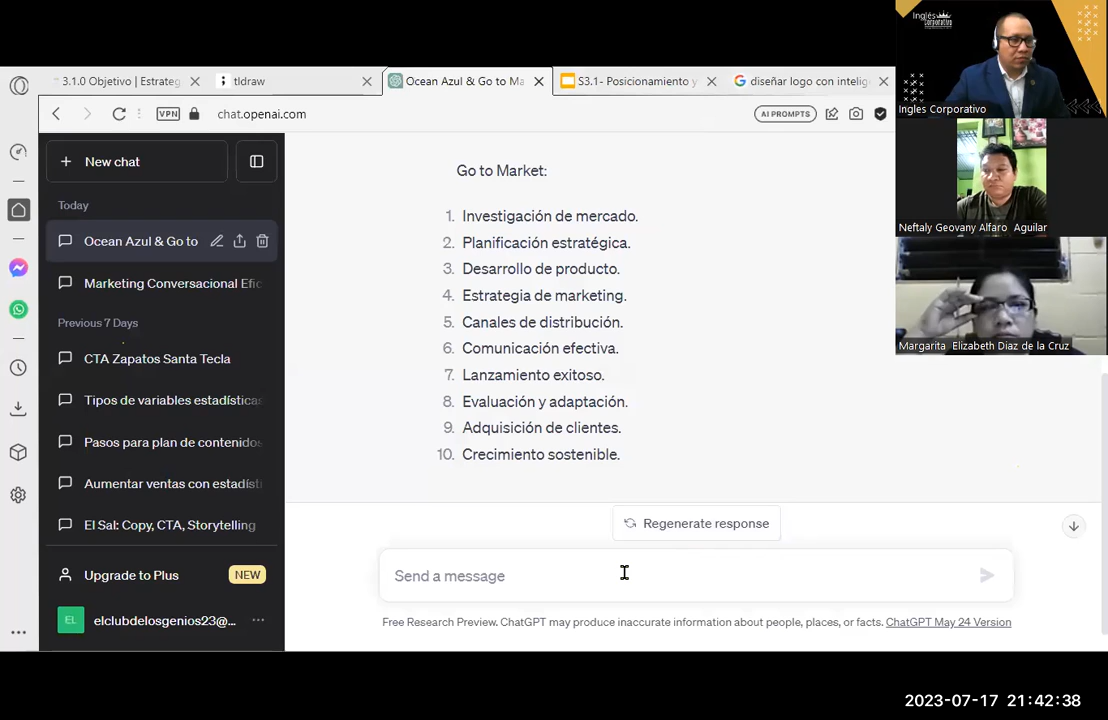 3.1.0 Objetivo | Estrateg
tldraw
Ocean Azul & Go to Ma
S3.1- Posicionamiento y
diseñar logo conintelig
VPN
chat.openai.com
AI PROMPTS
New chat
Today
Ocean Azul & Go to
Marketing Conversacional Efic
Previous 7 Days
CTA Zapatos Santa Tecla
Tipos de variables estadísticas
Pasos para plan de contenidos
Aumentar ventas con estadíst
El Sal: Copy, CTA, Storytelling
Upgrade to Plus
NEW
EL
elclubdelosgenios23@...
Go to Market:
1. Investigación de mercado.
2. Planificación estratégica.
3. Desarrollo de producto.
4. Estrategia de marketing.
5. Canales de distribución.
6. Comunicación efectiva.
7. Lanzamiento exitoso.
8. Evaluación y adaptación.
9. Adquisición de clientes.
10. Crecimiento sostenible.
Regenerate response
Send a message
Free Research Preview. ChatGPT may produce inaccurate information about people, places, or facts. ChatGPT May 24 Version
Inglés
Corporativo
Ingles Corporativo
Neftaly Geovany Alfaro Aguilar
Margarita Elizabeth Diaz de la Cruz
2023-07-17 21:42:38